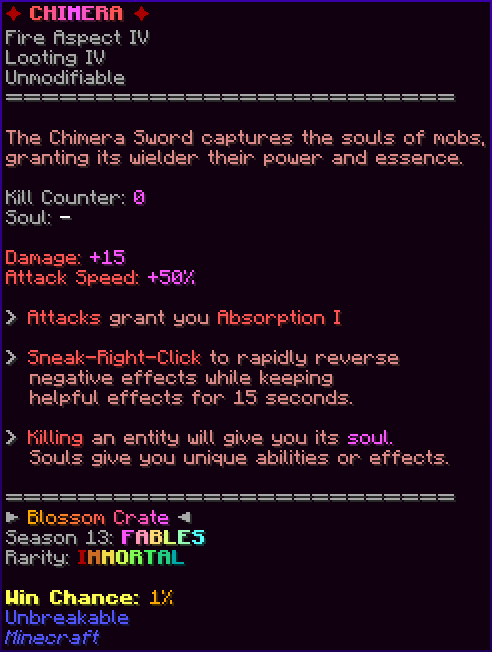 ✦ CHIMERA ✦
Fire Aspect IV
Looting IV
Unmodifiable
==============================
The Chimera Sword captures the souls of mobs,
granting its wielder their power and essence.
Kill Counter: 0
Soul: –
Damage: +15
Attack Speed: +50%
> Attacks grant you Absorption I
> Sneak-Right-Click to rapidly reverse
negative effects while keeping
helpful effects for 15 seconds.
> Killing an entity will give you its soul.
Souls give you unique abilities or effects.
==============================
► Blossom Crate ◄
Season 13: FABLES
Rarity: IMMORTAL
Win Chance: 1%
Unbreakable
Minecraft